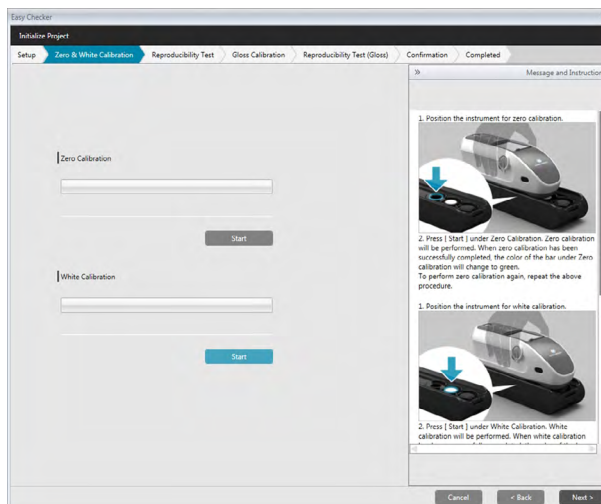 Easy Checker
Initialize Project
Setup
Zero & White Calibration
Reproducibility Test
Gloss Calibration
Reproducibility Test (Gloss)
Confirmation
Completed
Zero Calibration
Start
White Calibration
Start
»
Message and Instruction
1. Position the instrument for zero calibration.
2. Press [ Start ] under Zero Calibration. Zero calibration
will be performed. When zero calibration has been
successfully completed, the color of the bar under Zero
calibration will change to green.
To perform zero calibration again, repeat the above
procedure.
1. Position the instrument for white calibration.
2. Press [ Start ] under White Calibration. White
calibration will be performed. When white calibration
Cancel
< Back
Next >